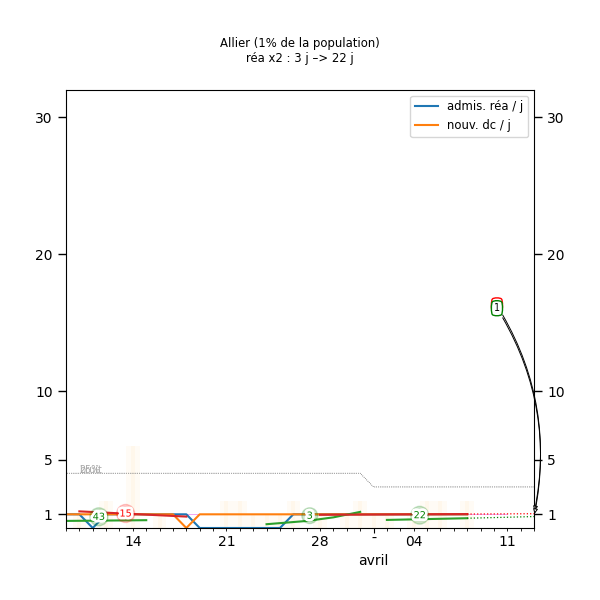 Allier (1% de la population)
réa x2 : 3 j –> 22 j
admis. réa / j
nouv. dc / j
30 30
20 20
1
10 10
5 5
43 15 3 22
1 1
14 21 28 - 04 11
avril